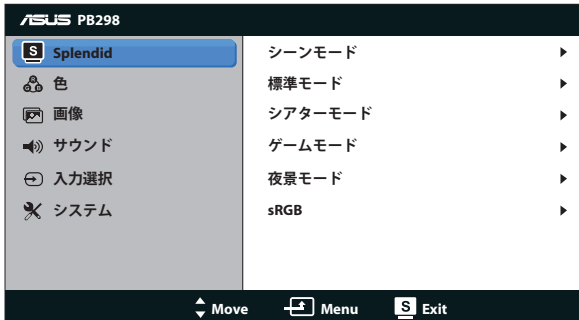 ASUS PB298
S Splendid
色
画像
サウンド
入力選択
システム
シーンモード
標準モード
シアターモード
ゲームモード
夜景モード
sRGB
Move Menu S Exit